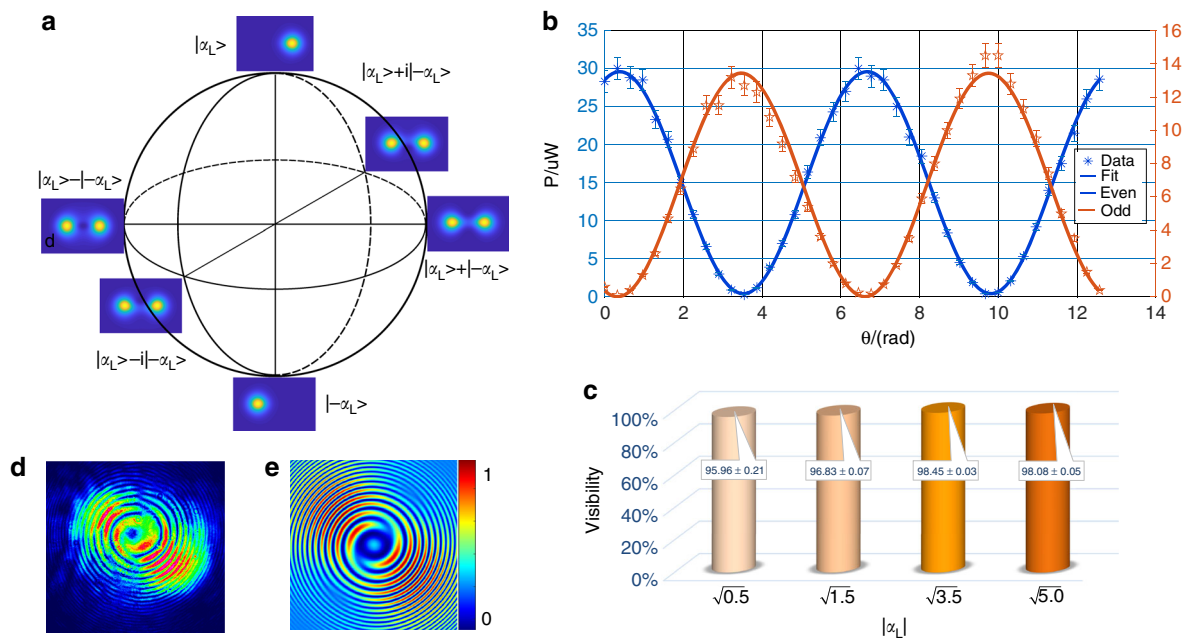 a
|α_L>
|α_L>+i|−α_L>
|α_L>−|−α_L>
d
|α_L>+|−α_L>
|α_L>−i|−α_L>
|−α_L>
b
35
30
25
20
15
10
5
0
P/uW
16
14
12
10
8
6
4
2
0
Data
Fit
Even
Odd
0 2 4 6 8 10 12 14
θ/(rad)
c
100%
80%
60%
40%
20%
0%
Visibility
95.96 ± 0.21 96.83 ± 0.07 98.45 ± 0.03 98.08 ± 0.05
√0.5 √1.5 √3.5 √5.0
|α_L|
d
e
1
0